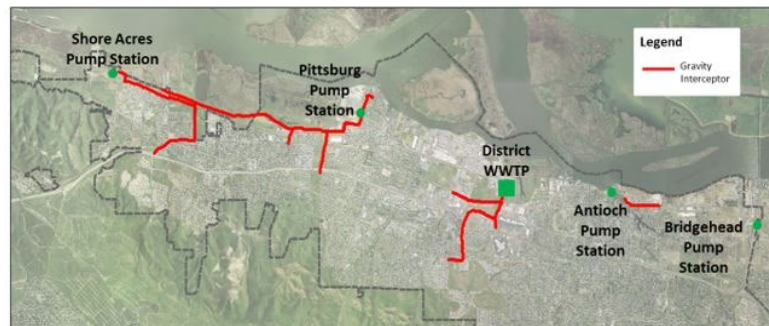 Shore Acres
Pump Station
Pittsburg
Pump
Station
District
WWTP
Antioch
Pump
Station
Bridgehead
Pump
Station
Legend
Gravity
Interceptor